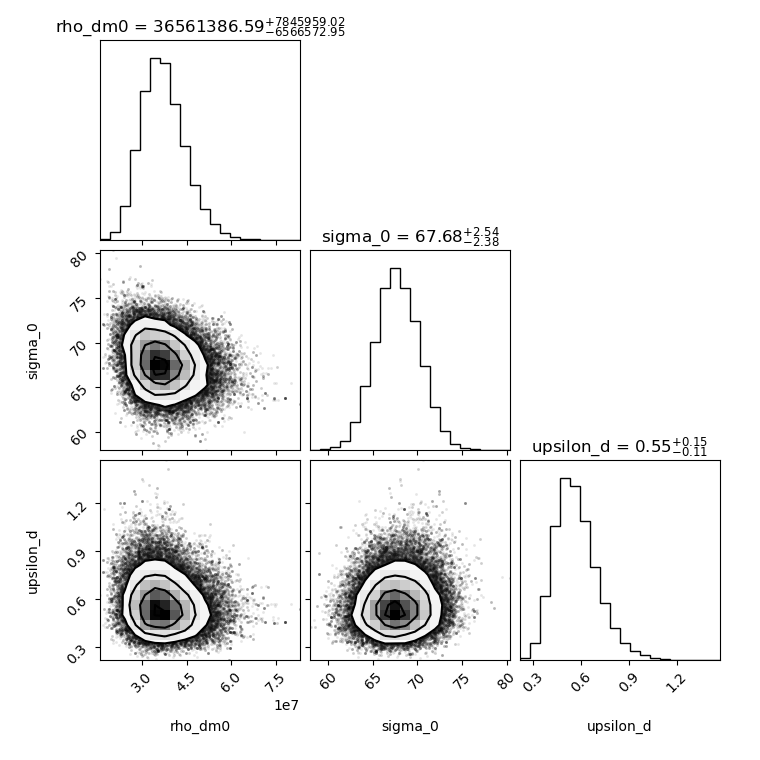 rho_dm0 = 36561386.59+7845959.02−6566572.95
sigma_0 = 67.68+2.54−2.38
80
75
70
65
60
sigma_0
upsilon_d = 0.55+0.15−0.11
1.2
0.9
0.6
0.3
upsilon_d
3.0 4.5 6.0 7.5 60 65 70 75 80 0.3 0.6 0.9 1.2
1e7
rho_dm0 sigma_0 upsilon_d